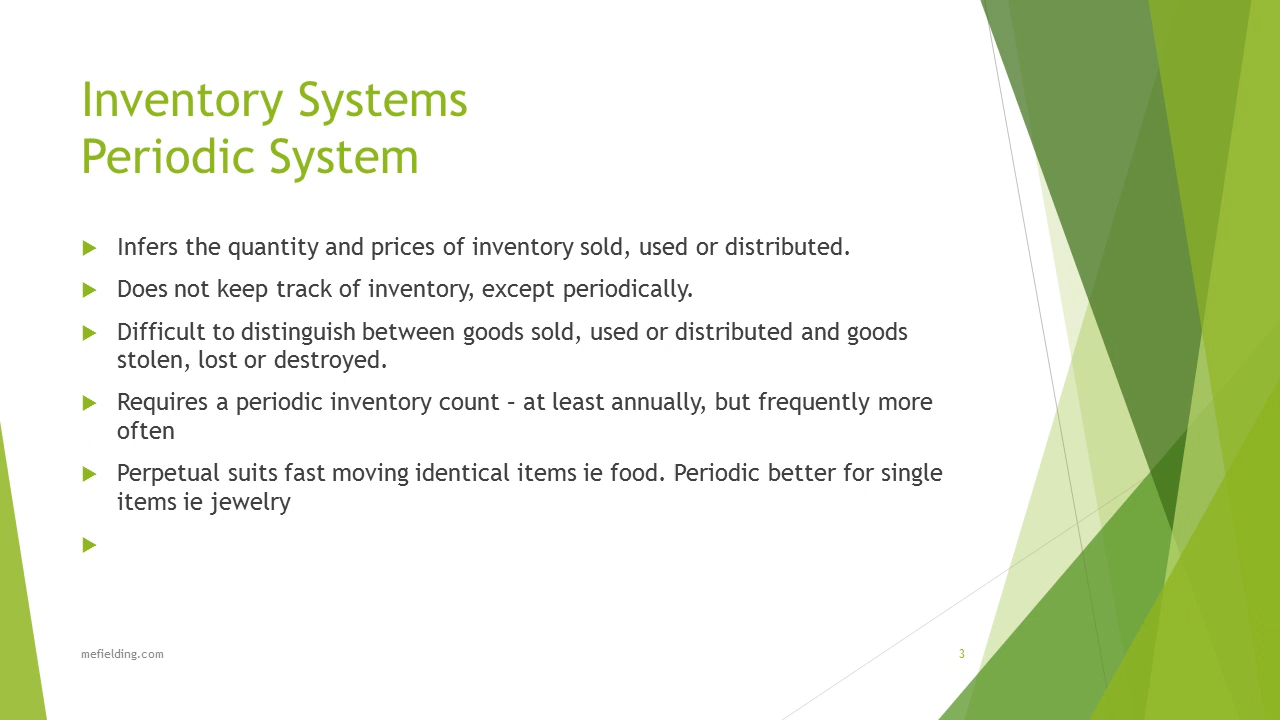 Inventory Systems
Periodic System
Infers the quantity and prices of inventory sold, used or distributed.
Does not keep track of inventory, except periodically.
Difficult to distinguish between goods sold, used or distributed and goods
stolen, lost or destroyed.
Requires a periodic inventory count – at least annually, but frequently more
often
Perpetual suits fast moving identical items ie food. Periodic better for single
items ie jewelry
mefielding.com
3